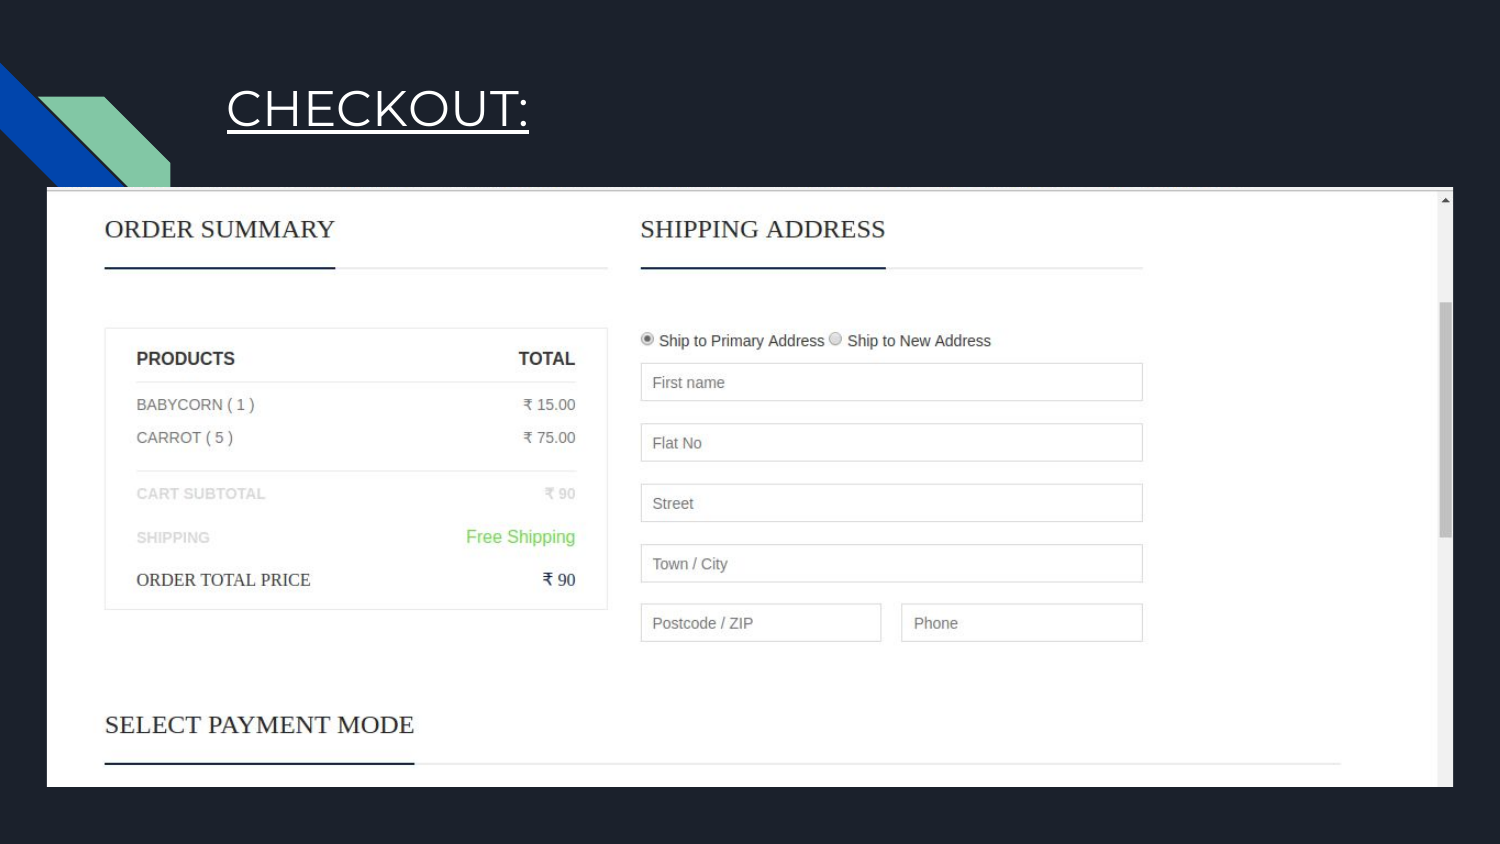 CHECKOUT:
ORDER SUMMARY
PRODUCTS TOTAL
BABYCORN ( 1 ) ₹ 15.00
CARROT ( 5 ) ₹ 75.00
CART SUBTOTAL ₹ 90
SHIPPING Free Shipping
ORDER TOTAL PRICE ₹ 90
SHIPPING ADDRESS
Ship to Primary Address Ship to New Address
First name
Flat No
Street
Town / City
Postcode / ZIP Phone
SELECT PAYMENT MODE